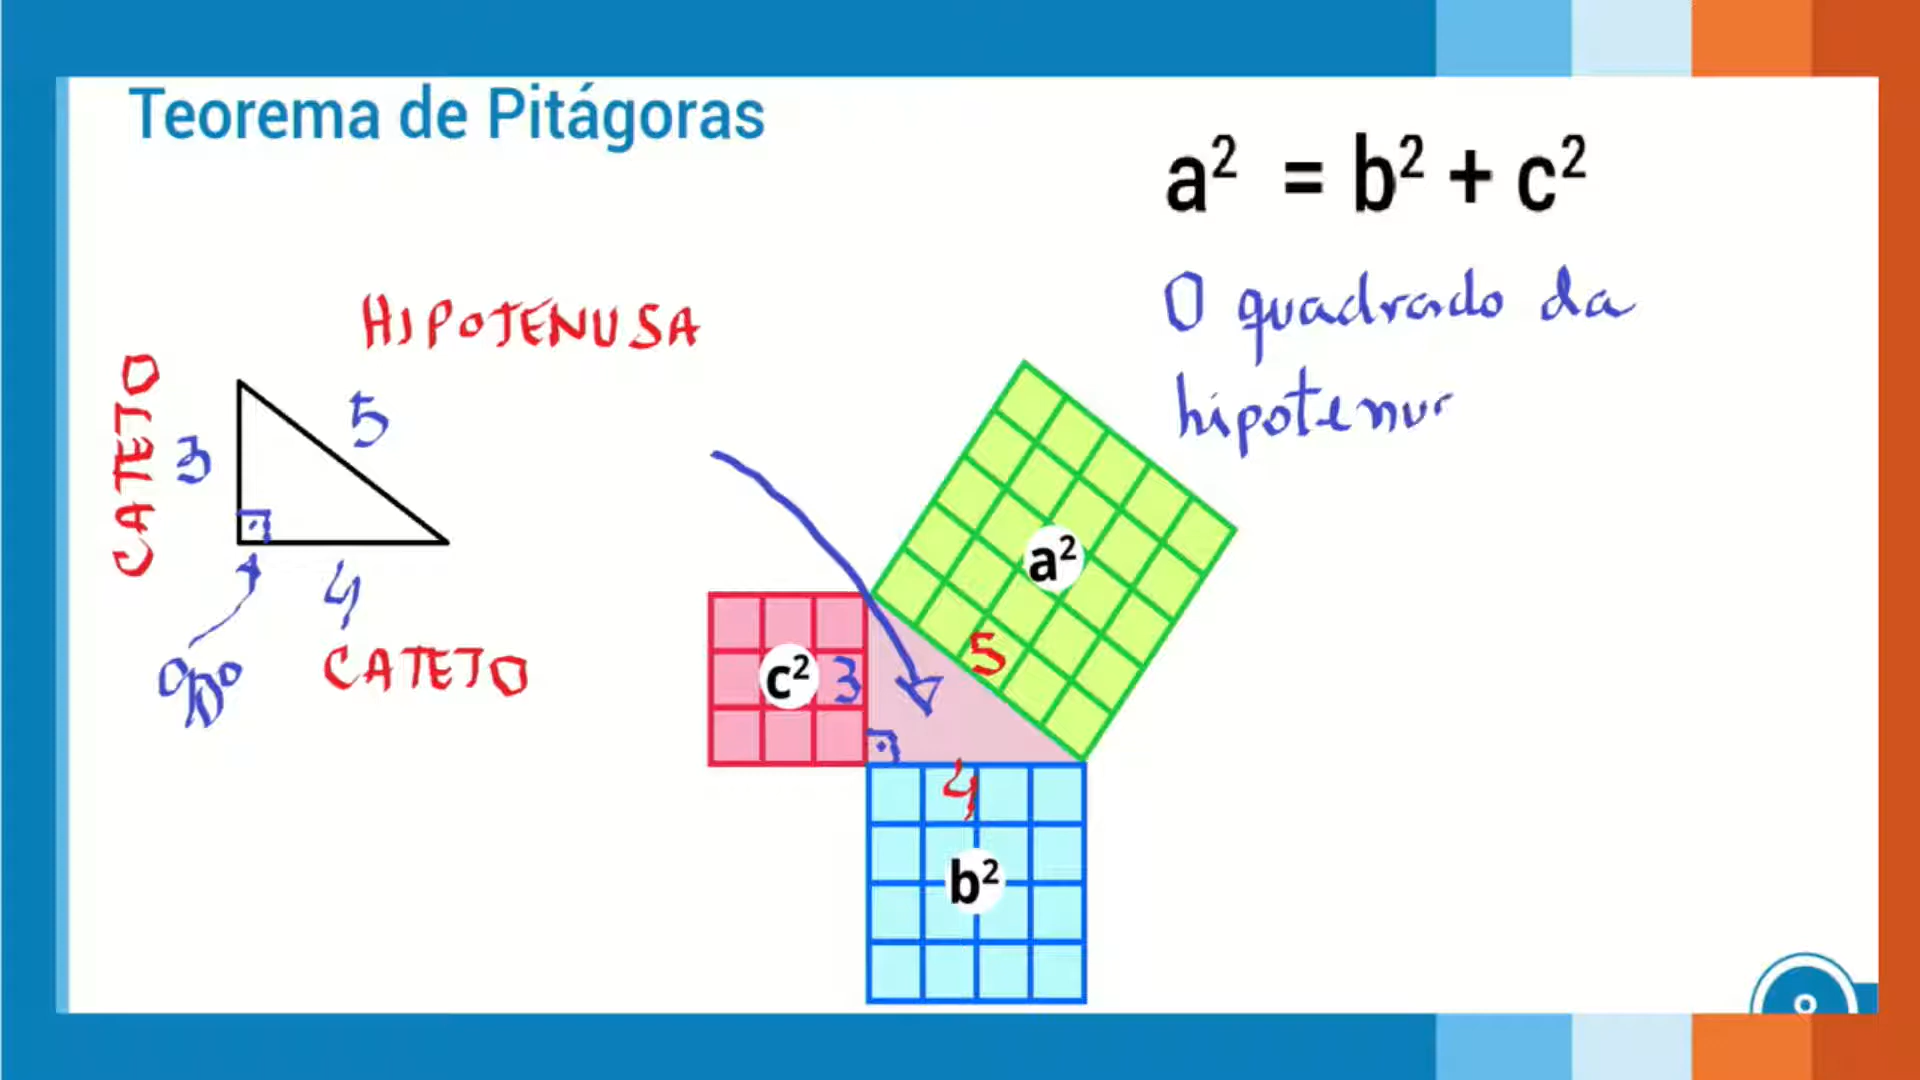 Teorema de Pitágoras
a² = b² + c²
O quadrado da
HIPOTENUSA
CATETO
3
5
4
90°
CATETO
a²
5
c²
3
4
b²